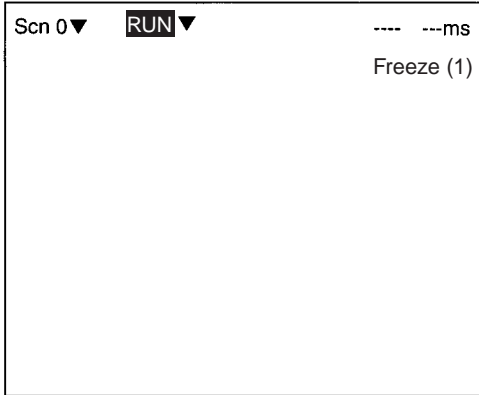 Scn 0▼ RUN ▼ ---- ---ms
Freeze (1)